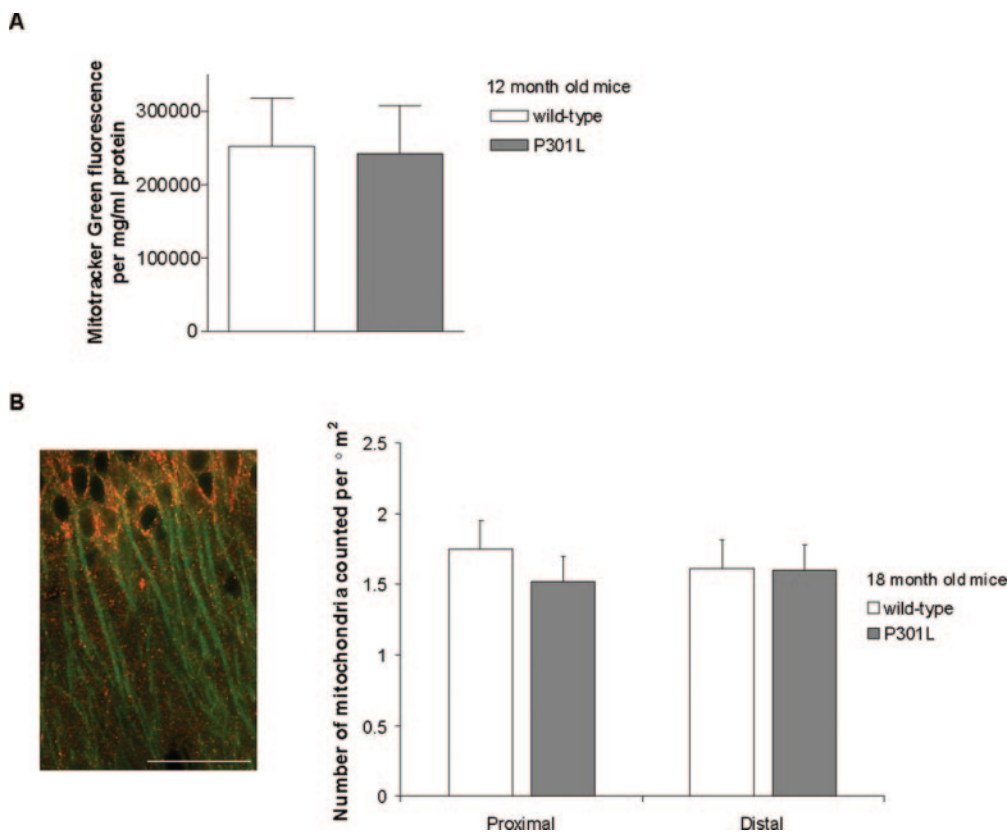 A
Mitotracker Green fluorescence
per mg/ml protein
300000
200000
100000
0
12 month old mice
wild-type
P301L
B
Number of mitochondria counted per ° m²
2.5
2
1.5
1
0.5
0
Proximal
Distal
18 month old mice
wild-type
P301L